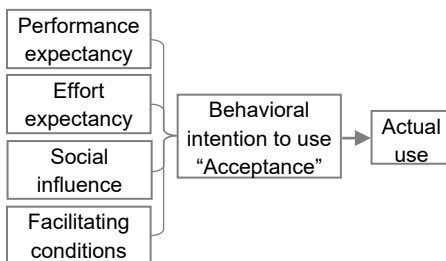 Performance
expectancy
Effort
expectancy
Social
influence
Facilitating
conditions
Behavioral
intention to use
“Acceptance”
Actual
use